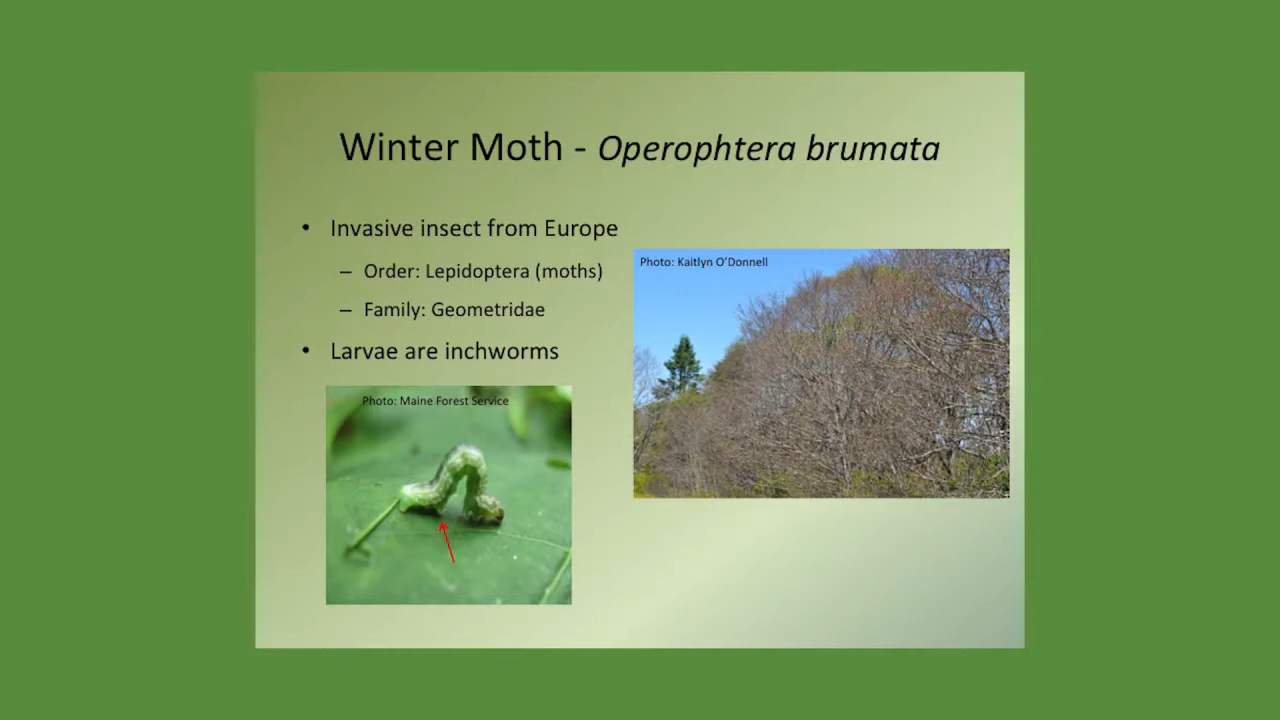 Winter Moth - Operophtera brumata
• Invasive insect from Europe
– Order: Lepidoptera (moths)
– Family: Geometridae
• Larvae are inchworms
Photo: Maine Forest Service
Photo: Kaitlyn O’Donnell